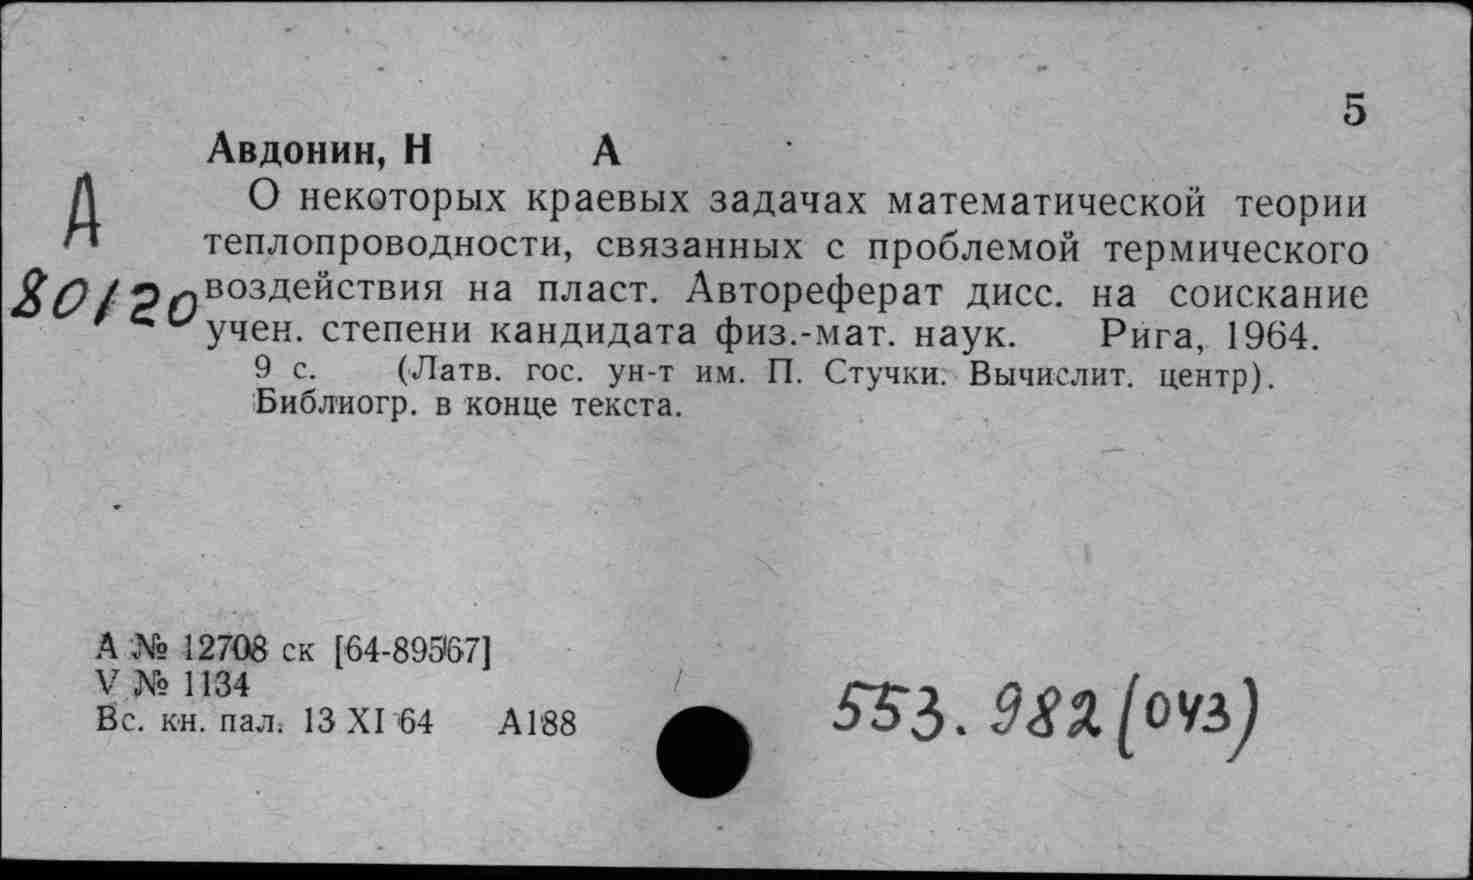 5
Авдонин, Н А
О некоторых краевых задачах математической теории
теплопроводности, связанных с проблемой термического
воздействия на пласт. Автореферат дисс. на соискание
учен. степени кандидата физ.-мат. наук. Рига, 1964.
9 с. (Латв. гос. ун-т им. П. Стучки. Вычислит. центр).
Библиогр. в конце текста.
А
80/20
А № 12708 ск [64-89567]
V № 1134
Вс. кн. пал. 13 XI 64 А188
553.982(043)